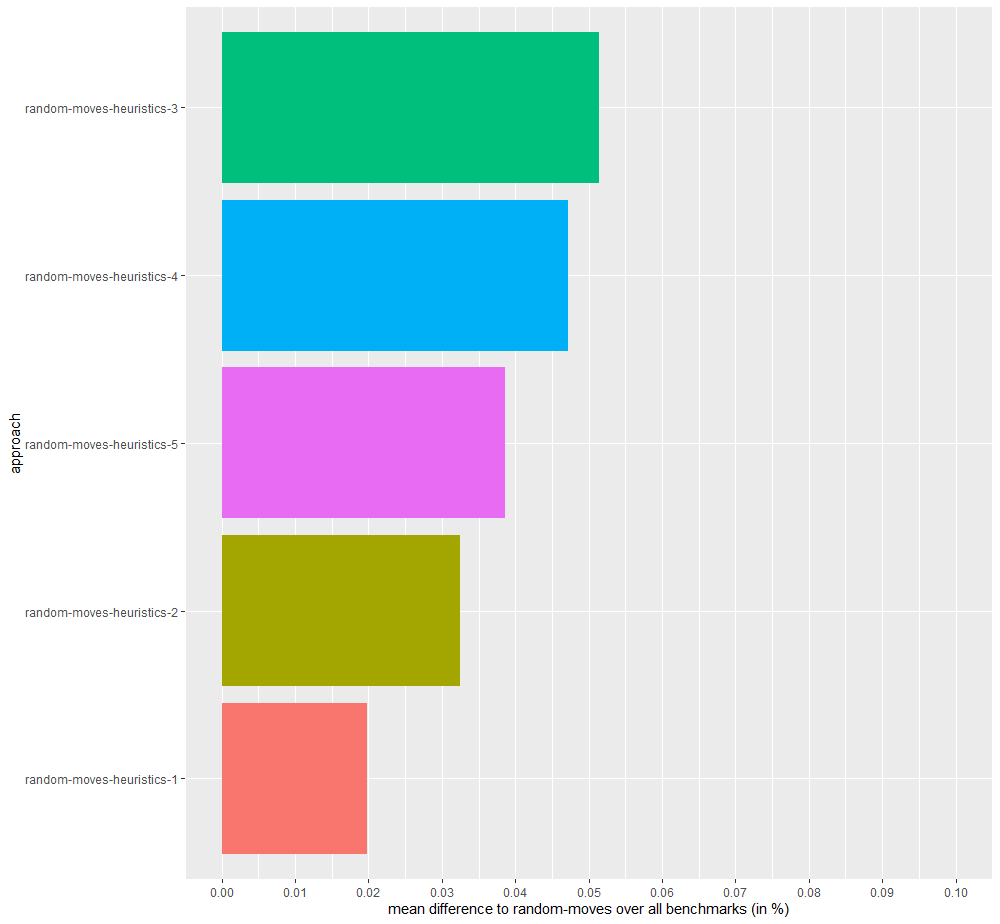 random-moves-heuristics-3
random-moves-heuristics-4
random-moves-heuristics-5
random-moves-heuristics-2
random-moves-heuristics-1
approach
0.00 0.01 0.02 0.03 0.04 0.05 0.06 0.07 0.08 0.09 0.10
mean difference to random-moves over all benchmarks (in %)